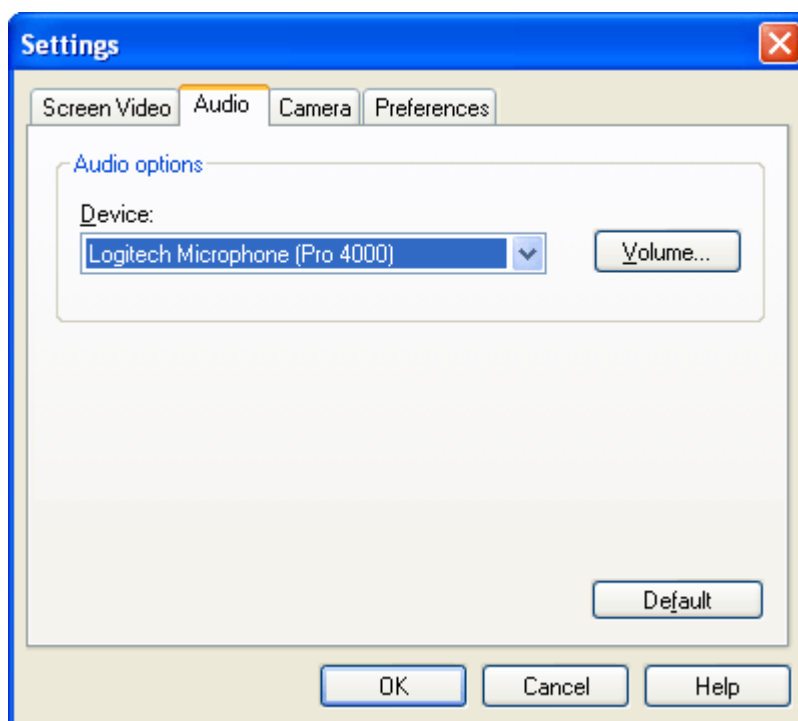 Settings
Screen Video Audio Camera Preferences
Audio options
Device:
Logitech Microphone (Pro 4000) Volume...
Default
OK Cancel Help